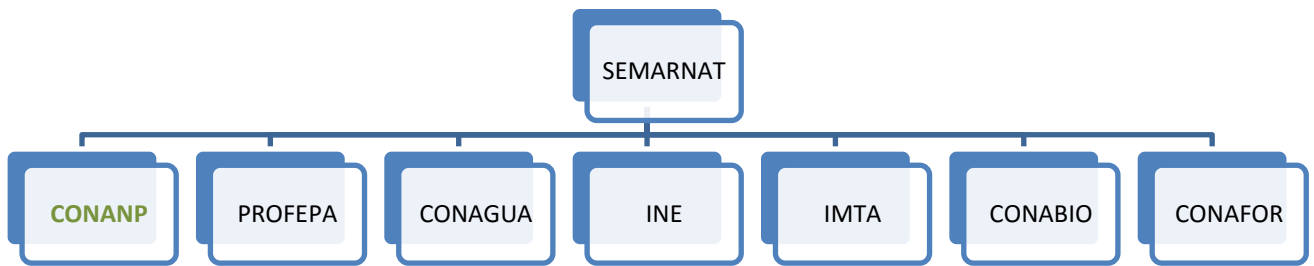 SEMARNAT
CONANP
PROFEPA
CONAGUA
INE
IMTA
CONABIO
CONAFOR